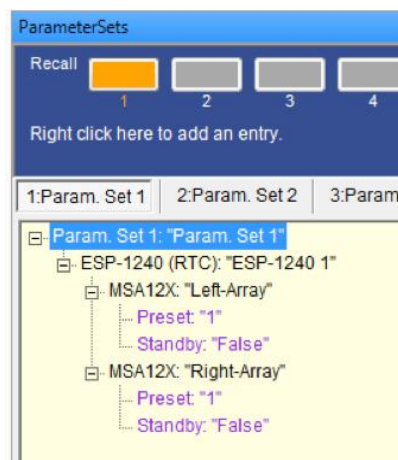 ParameterSets
Recall
1 2 3 4
Right click here to add an entry.
1:Param. Set 1 2:Param. Set 2 3:Param
Param. Set 1: "Param. Set 1"
ESP-1240 (RTC): "ESP-1240 1"
MSA12X: "Left-Array"
Preset: "1"
Standby: "False"
MSA12X: "Right-Array"
Preset: "1"
Standby: "False"